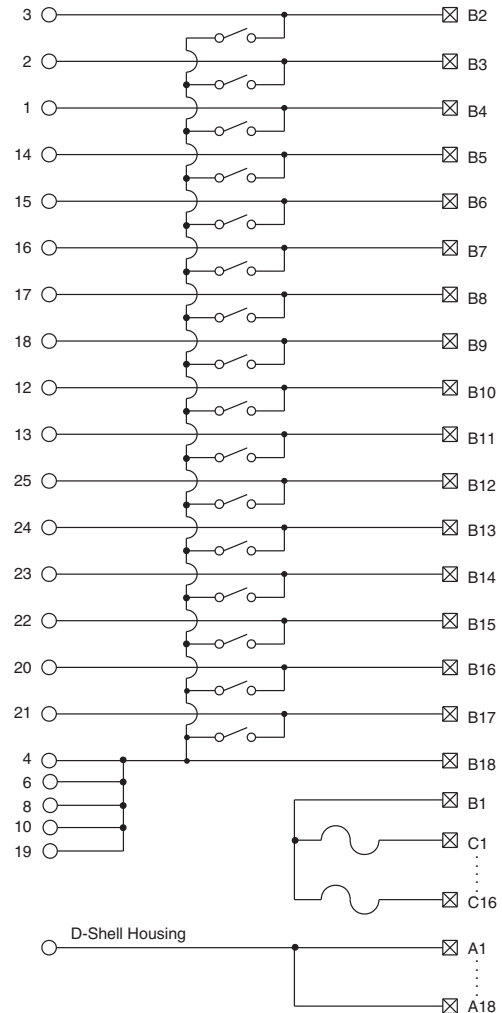 3 B2
2 B3
1 B4
14 B5
15 B6
16 B7
17 B8
18 B9
12 B10
13 B11
25 B12
24 B13
23 B14
22 B15
20 B16
21 B17
4 B18
6
8
B1
10
19
C1
C16
D-Shell Housing
A1
A18